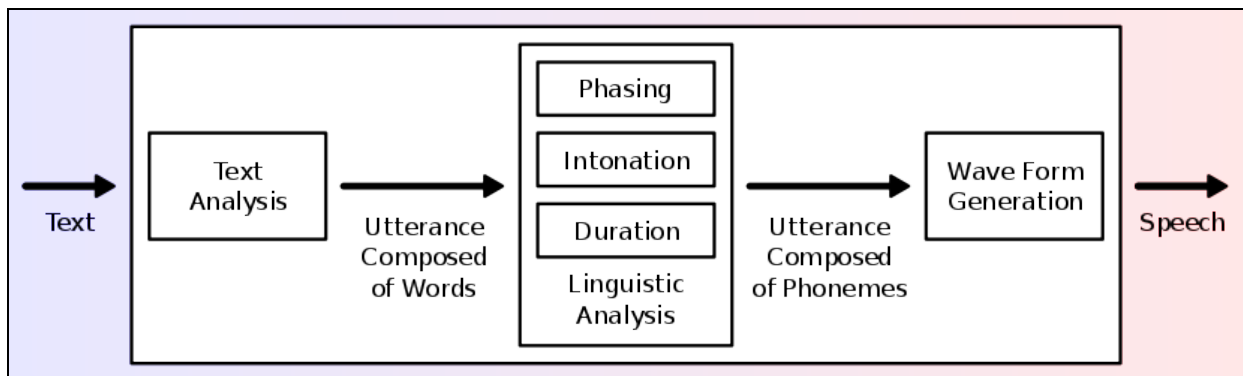 Text
Text
Analysis
Utterance
Composed
of Words
Phasing
Intonation
Duration
Linguistic
Analysis
Utterance
Composed
of Phonemes
Wave Form
Generation
Speech